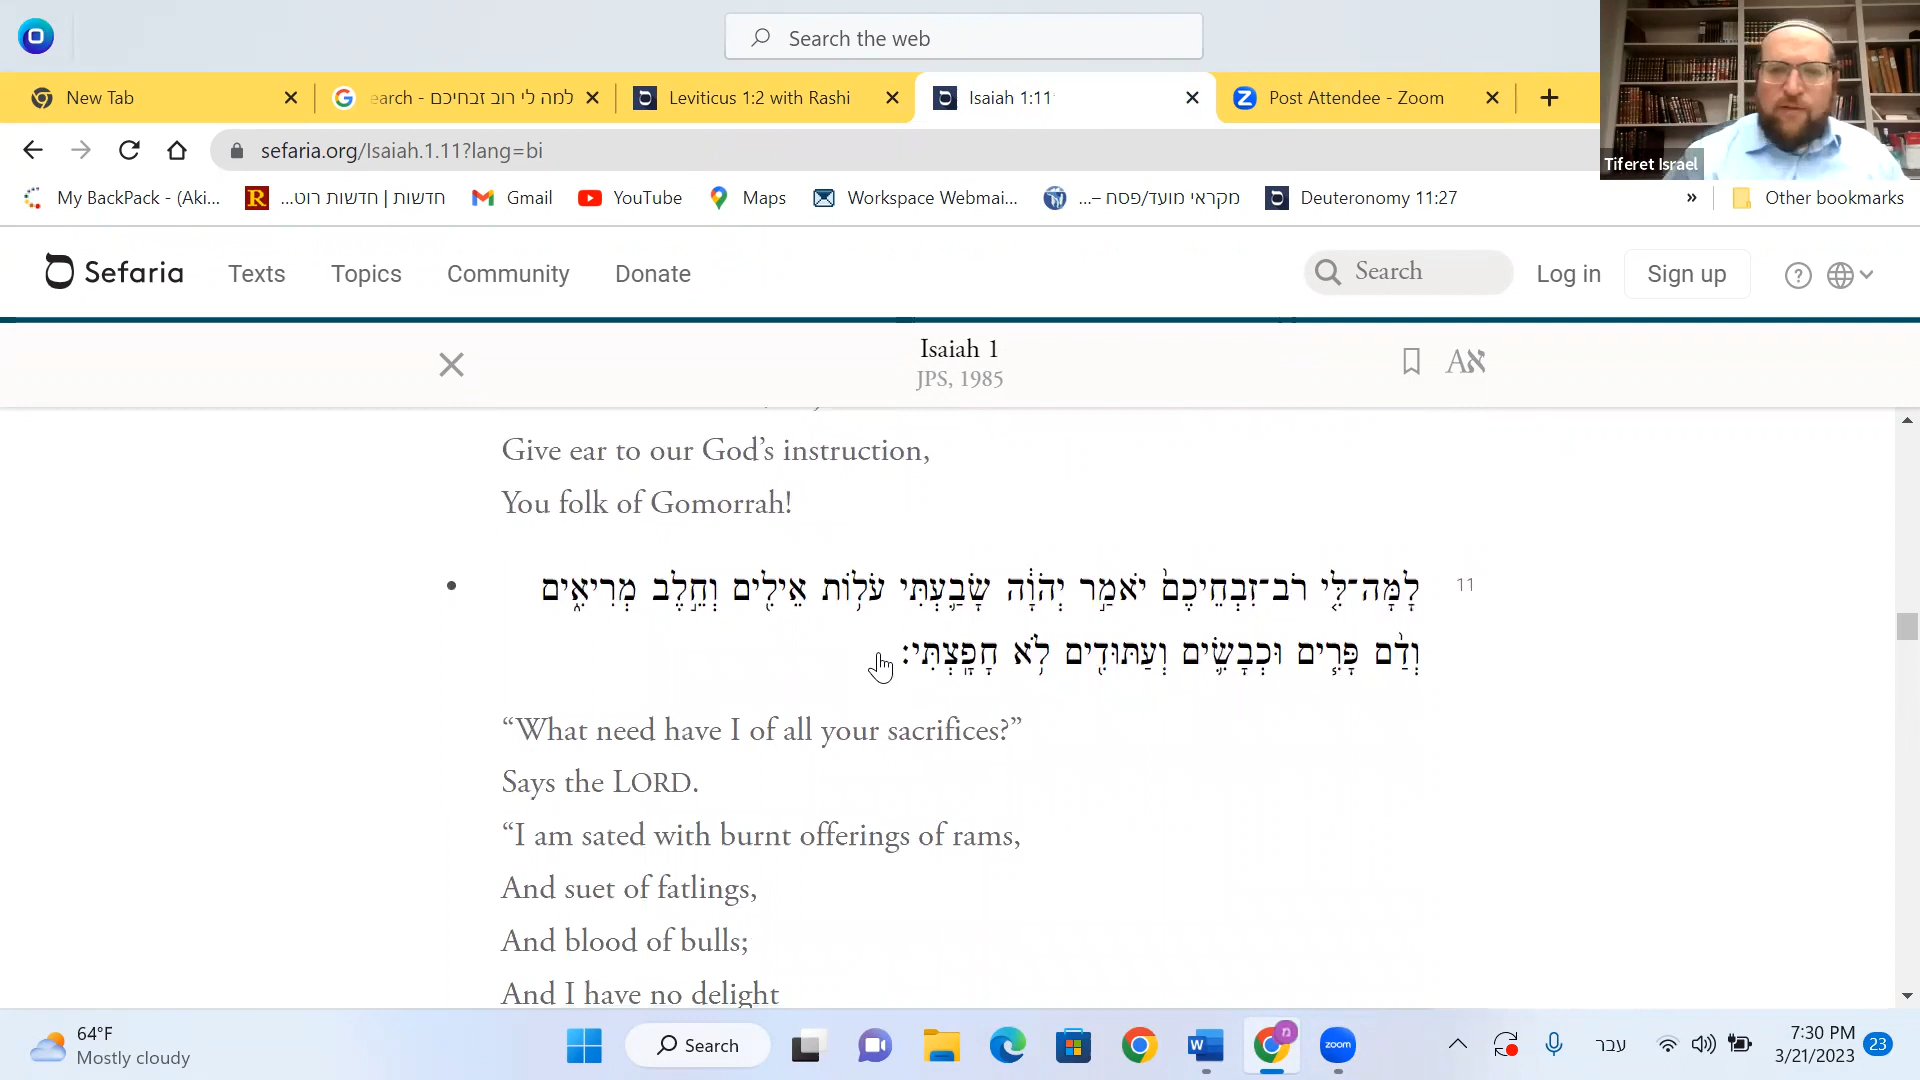 Search the web
New Tab
earch - למה לי רוב זבחיכם
Leviticus 1:2 with Rashi
Isaiah 1:11
Post Attendee - Zoom
sefaria.org/Isaiah.1.11?lang=bi
Tiferet Israel
My BackPack - (Aki...
חדשות | חדשות רוט...
Gmail
YouTube
Maps
Workspace Webmai...
מקראי מועד/פסח –...
Deuteronomy 11:27
»
Other bookmarks
Sefaria
Texts
Topics
Community
Donate
Search
Log in
Sign up
Isaiah 1
JPS, 1985
Give ear to our God’s instruction,
You folk of Gomorrah!
11
לָמָּה־לִּ֤י רֹב־זִבְחֵיכֶם֙ יֹאמַ֣ר יְהֹוָ֔ה שָׂבַ֛עְתִּי עֹל֥וֹת אֵילִ֖ים וְחֵ֣לֶב מְרִיאִ֑ים
וְדַ֨ם פָּרִ֧ים וּכְבָשִׂ֛ים וְעַתּוּדִ֖ים לֹ֥א חָפָֽצְתִּי׃
“What need have I of all your sacrifices?”
Says the LORD.
“I am sated with burnt offerings of rams,
And suet of fatlings,
And blood of bulls;
And I have no delight
64°F
Mostly cloudy
Search
n
W
zoom
עבר
7:30 PM
3/21/2023
23